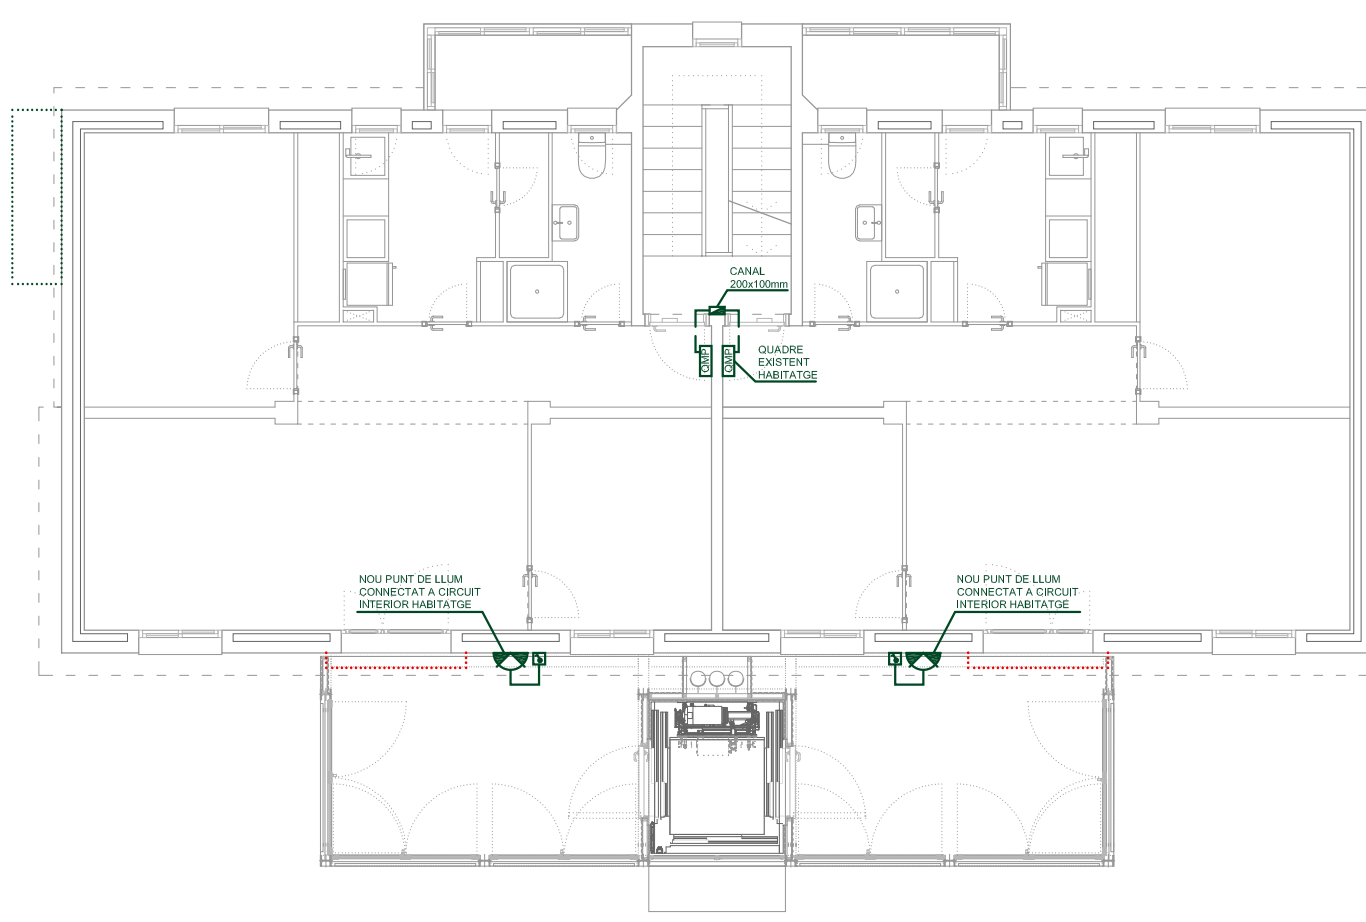 CANAL
200x100mm
QMP
QMP
QUADRE
EXISTENT
HABITATGE
NOU PUNT DE LLUM
CONNECTAT A CIRCUIT
INTERIOR HABITATGE
NOU PUNT DE LLUM
CONNECTAT A CIRCUIT
INTERIOR HABITATGE